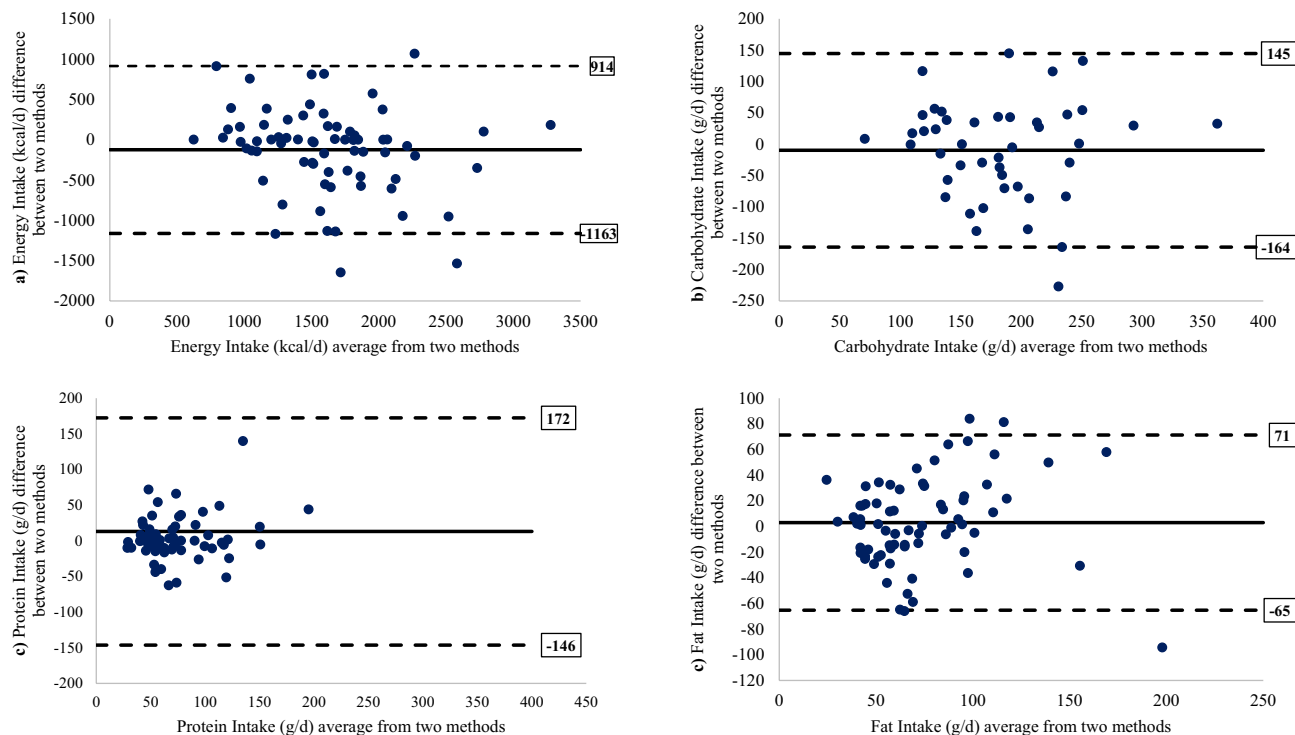 a) Energy Intake (kcal/d) difference
between two methods
1500
1000
500
0
-500
-1000
-1500
-2000
914
-1163
0 500 1000 1500 2000 2500 3000 3500
Energy Intake (kcal/d) average from two methods
b) Carbohydrate Intake (g/d) difference
between two methods
200
150
100
50
0
-50
-100
-150
-200
-250
145
-164
0 50 100 150 200 250 300 350 400
Carbohydrate Intake (g/d) average from two methods
c) Protein Intake (g/d) difference
between two methods
200
150
100
50
0
-50
-100
-150
-200
172
-146
0 50 100 150 200 250 300 350 400
Protein Intake (g/d) average from two methods
c) Fat Intake (g/d) difference between
two methods
100
80
60
40
20
0
-20
-40
-60
-80
-100
-120
71
-65
0 50 100 150 200 250
Fat Intake (g/d) average from two methods